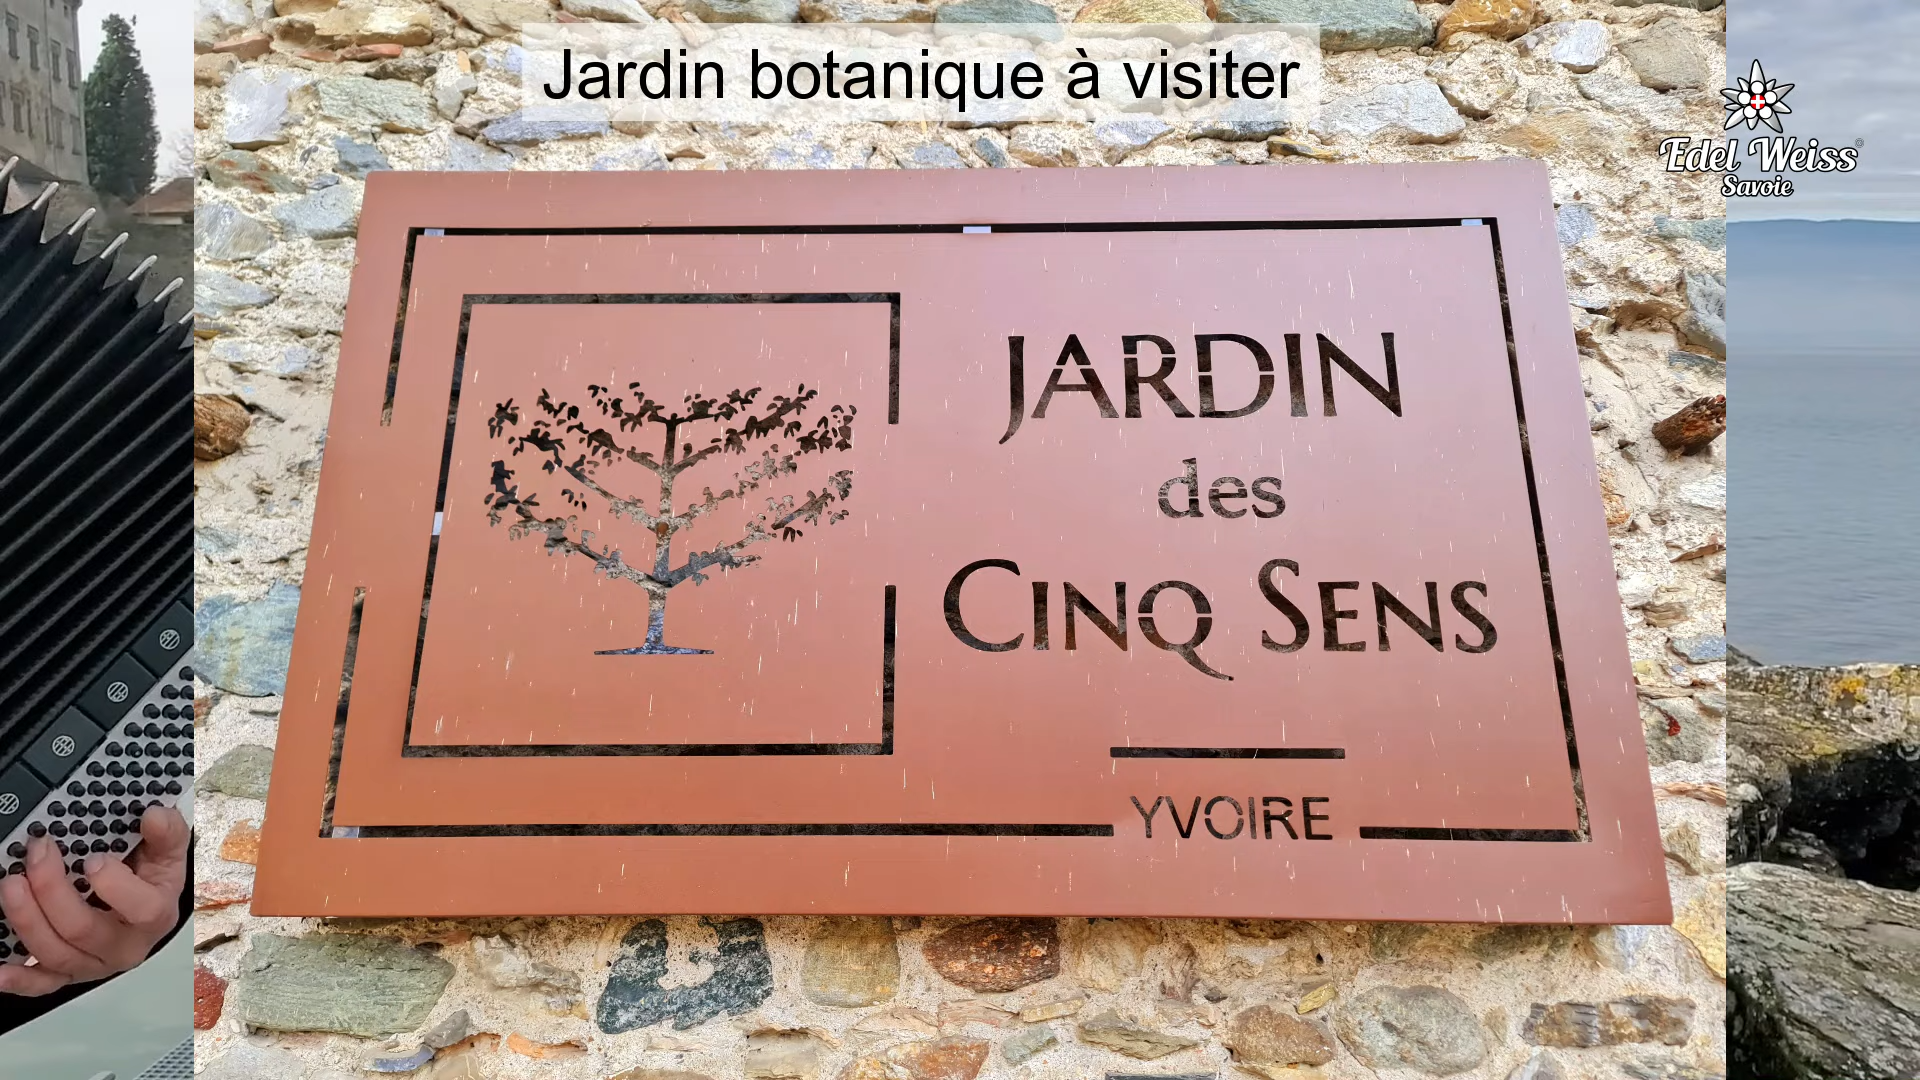 Jardin botanique à visiter
Edel Weiss
Savoie
JARDIN
des
CINQ SENS
YVOIRE